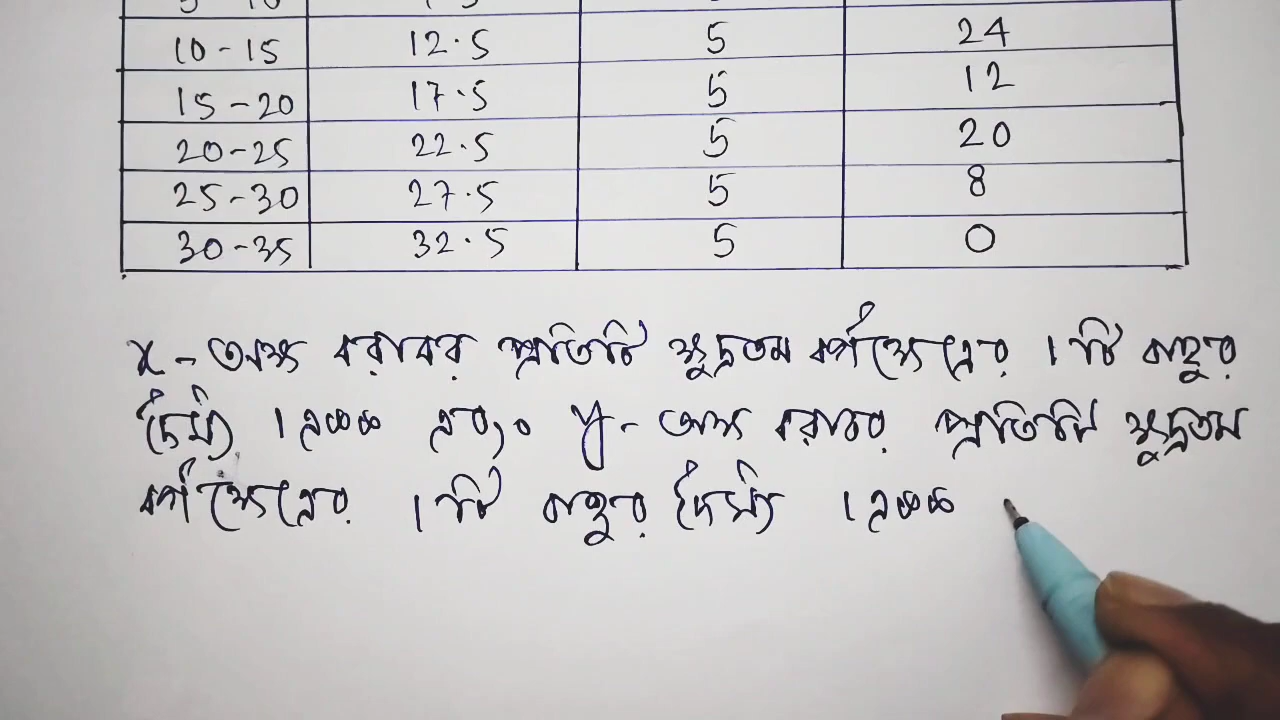 10-15 12.5 5 24
15-20 17.5 5 12
20-25 22.5 5 20
25-30 27.5 5 8
30-35 32.5 5 0
x-অক্ষ বরাবর প্রতিটি ক্ষুদ্রতম বর্গক্ষেত্রের 1টি বাহুর
দৈর্ঘ্য 1 একক এবং y-অক্ষ বরাবর প্রতিটি ক্ষুদ্রতম
বর্গক্ষেত্রের 1টি বাহুর দৈর্ঘ্য 1 একক